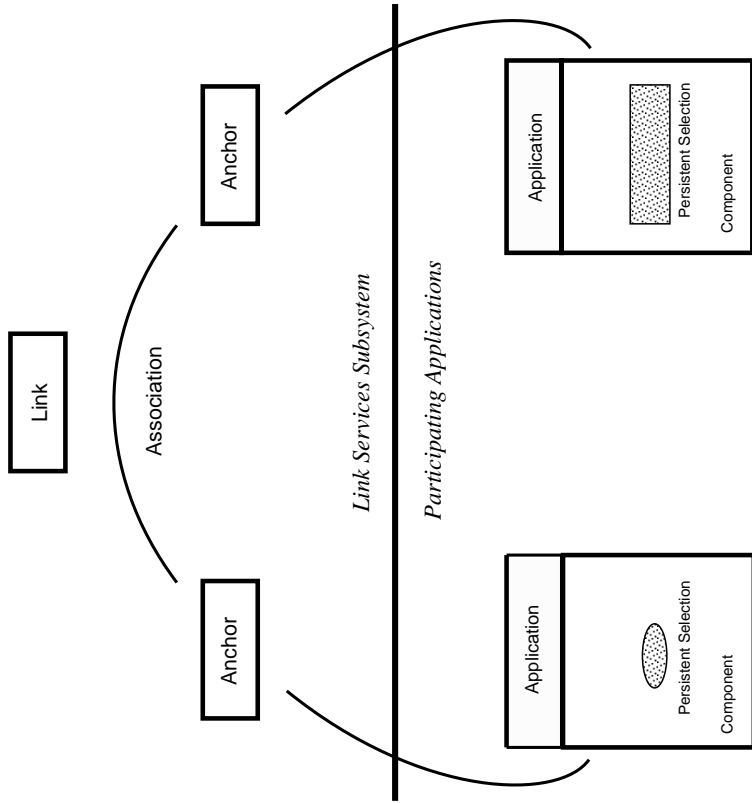 Link
Association
Anchor
Anchor
Link Services Subsystem
Participating Applications
Application
Application
Persistent Selection
Persistent Selection
Component
Component